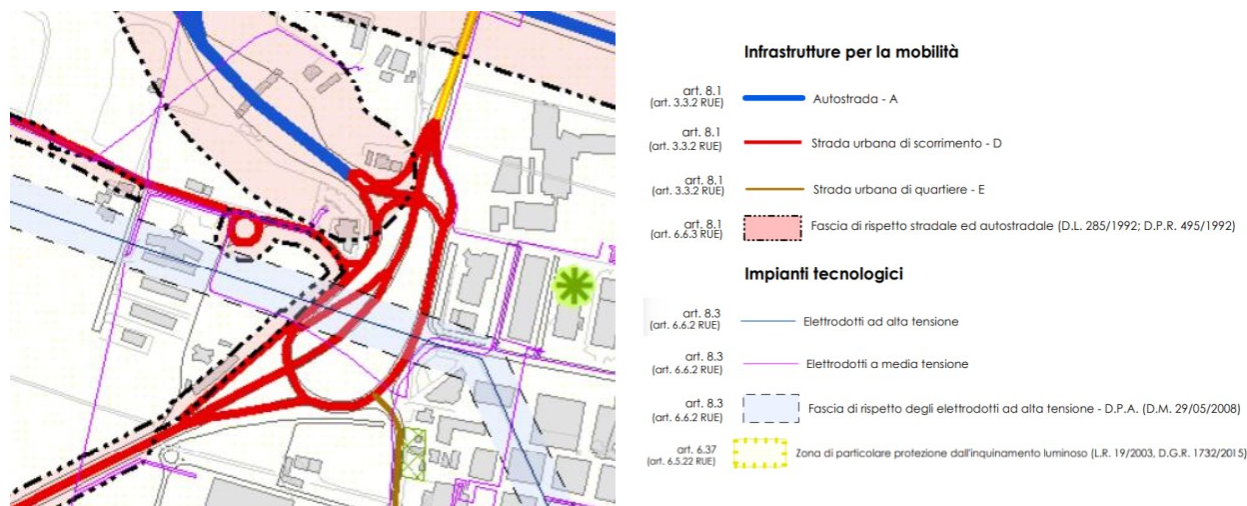 Infrastrutture per la mobilità
art. 8.1
(art. 3.3.2 RUE)
Autostrada - A
art. 8.1
(art. 3.3.2 RUE)
Strada urbana di scorrimento - D
art. 8.1
(art. 3.3.2 RUE)
Strada urbana di quartiere - E
art. 8.1
(art. 6.6.3 RUE)
Fascia di rispetto stradale ed autostradale (D.L. 285/1992; D.P.R. 495/1992)
Impianti tecnologici
art. 8.3
(art. 6.6.2 RUE)
Elettrodotti ad alta tensione
art. 8.3
(art. 6.6.2 RUE)
Elettrodotti a media tensione
art. 8.3
(art. 6.6.2 RUE)
Fascia di rispetto degli elettrodotti ad alta tensione - D.P.A. (D.M. 29/05/2008)
art. 6.37
(art. 6.5.22 RUE)
Zona di particolare protezione dall'inquinamento luminoso (L.R. 19/2003, D.G.R. 1732/2015)